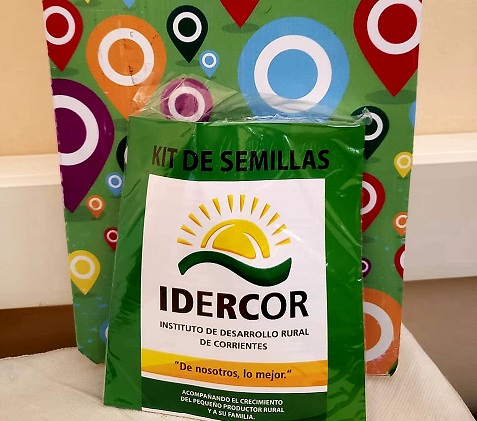 KIT DE SEMILLAS
IDERCOR
INSTITUTO DE DESARROLLO RURAL
DE CORRIENTES
"De nosotros, lo mejor."
ACOMPAÑANDO EL CRECIMIENTO
DEL PEQUEÑO PRODUCTOR RURAL
Y A SU FAMILIA.